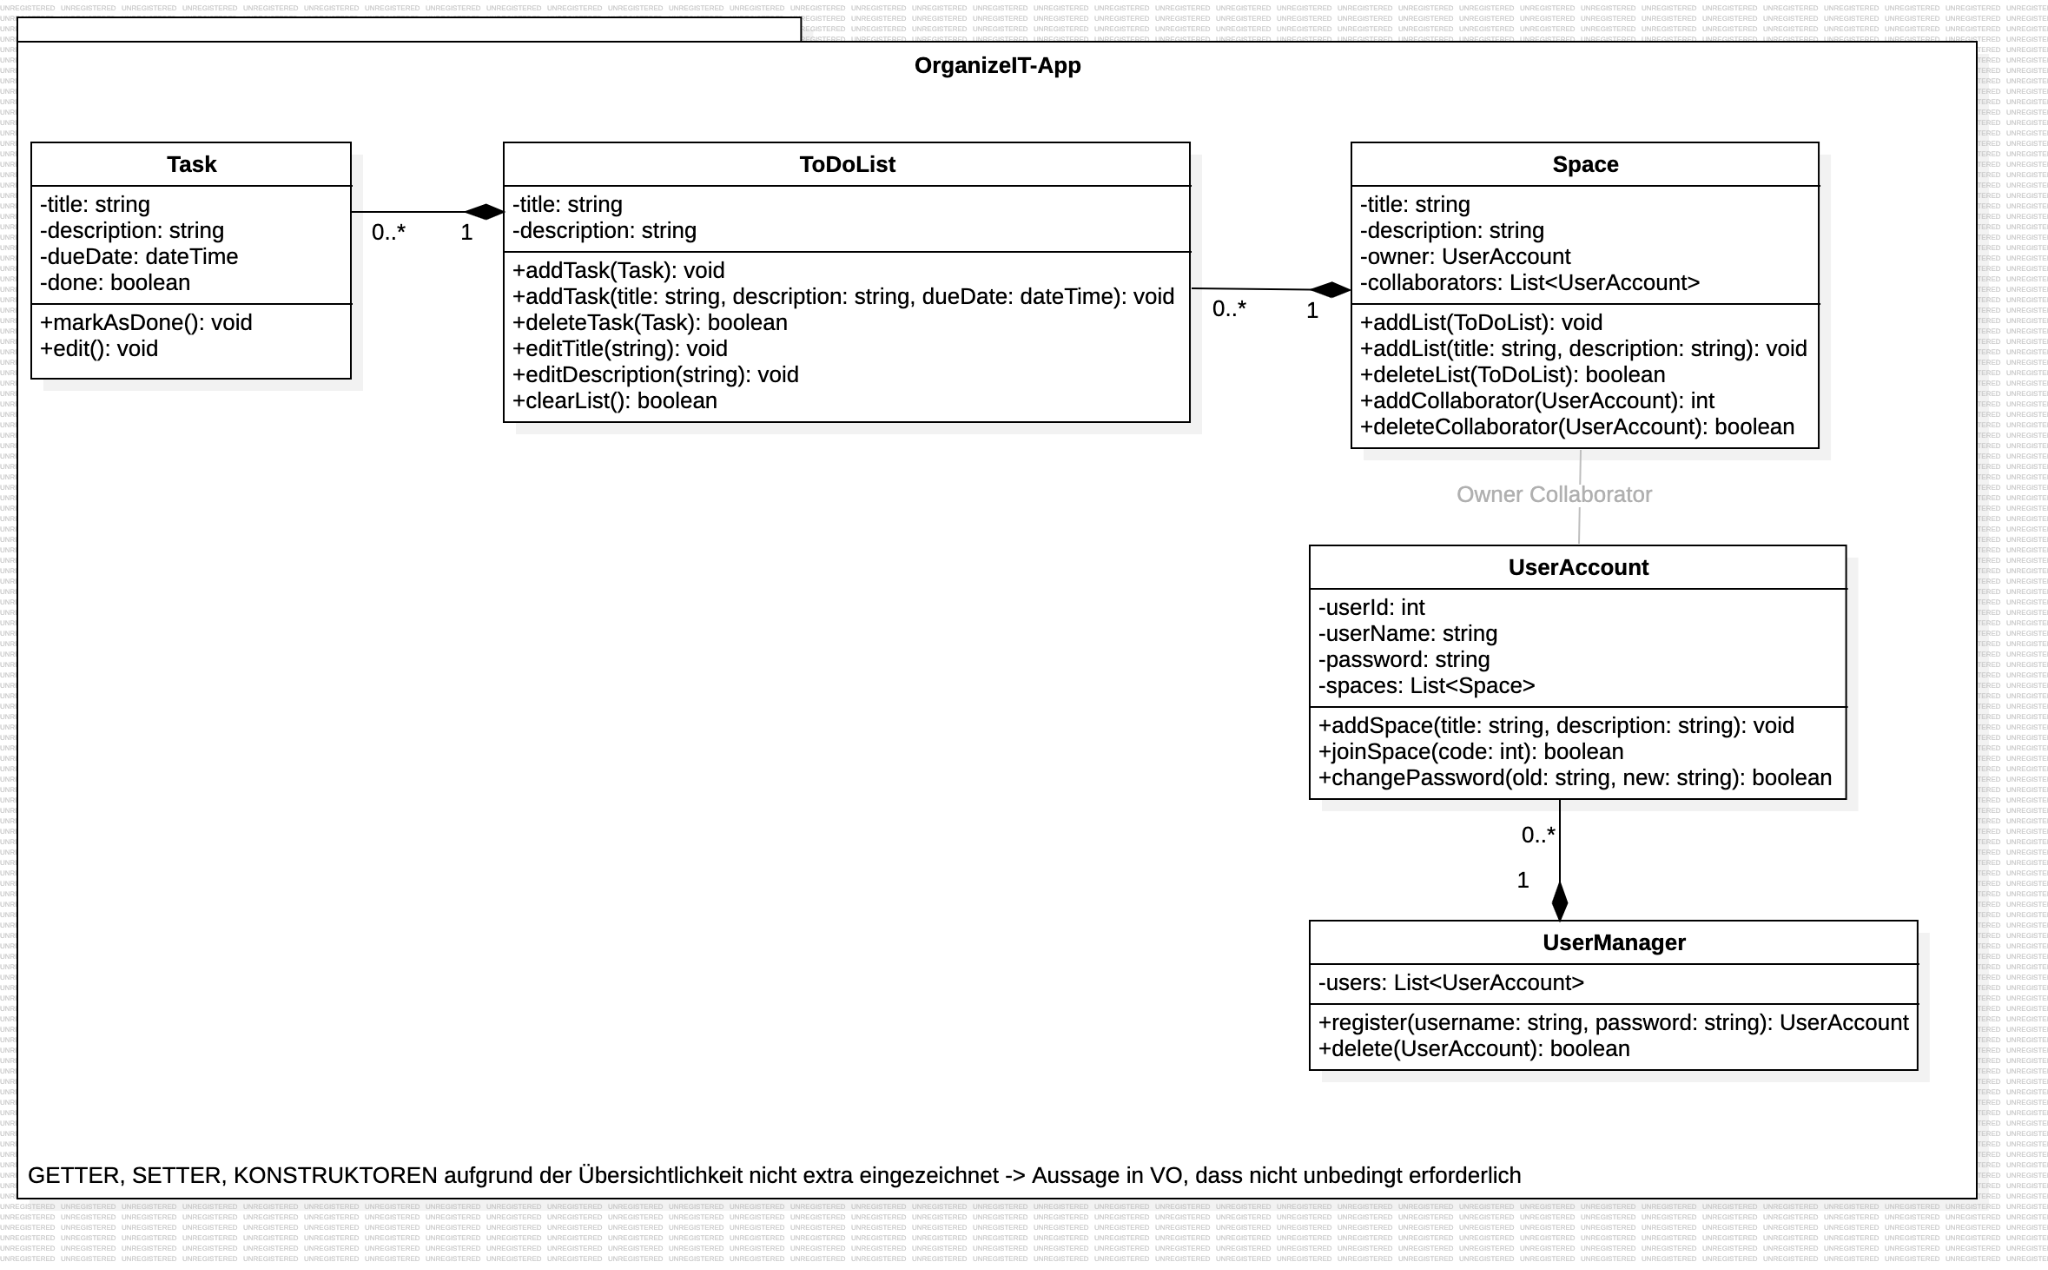 OrganizeIT-App
Task
-title: string
-description: string
-dueDate: dateTime
-done: boolean
+markAsDone(): void
+edit(): void
0..*
1
ToDoList
-title: string
-description: string
+addTask(Task): void
+addTask(title: string, description: string, dueDate: dateTime): void
+deleteTask(Task): boolean
+editTitle(string): void
+editDescription(string): void
+clearList(): boolean
0..*
1
Space
-title: string
-description: string
-owner: UserAccount
-collaborators: List<UserAccount>
+addList(ToDoList): void
+addList(title: string, description: string): void
+deleteList(ToDoList): boolean
+addCollaborator(UserAccount): int
+deleteCollaborator(UserAccount): boolean
Owner Collaborator
UserAccount
-userId: int
-userName: string
-password: string
-spaces: List<Space>
+addSpace(title: string, description: string): void
+joinSpace(code: int): boolean
+changePassword(old: string, new: string): boolean
0..*
1
UserManager
-users: List<UserAccount>
+register(username: string, password: string): UserAccount
+delete(UserAccount): boolean
GETTER, SETTER, KONSTRUKTOREN aufgrund der Übersichtlichkeit nicht extra eingezeichnet -> Aussage in VO, dass nicht unbedingt erforderlich
UNREGISTERED